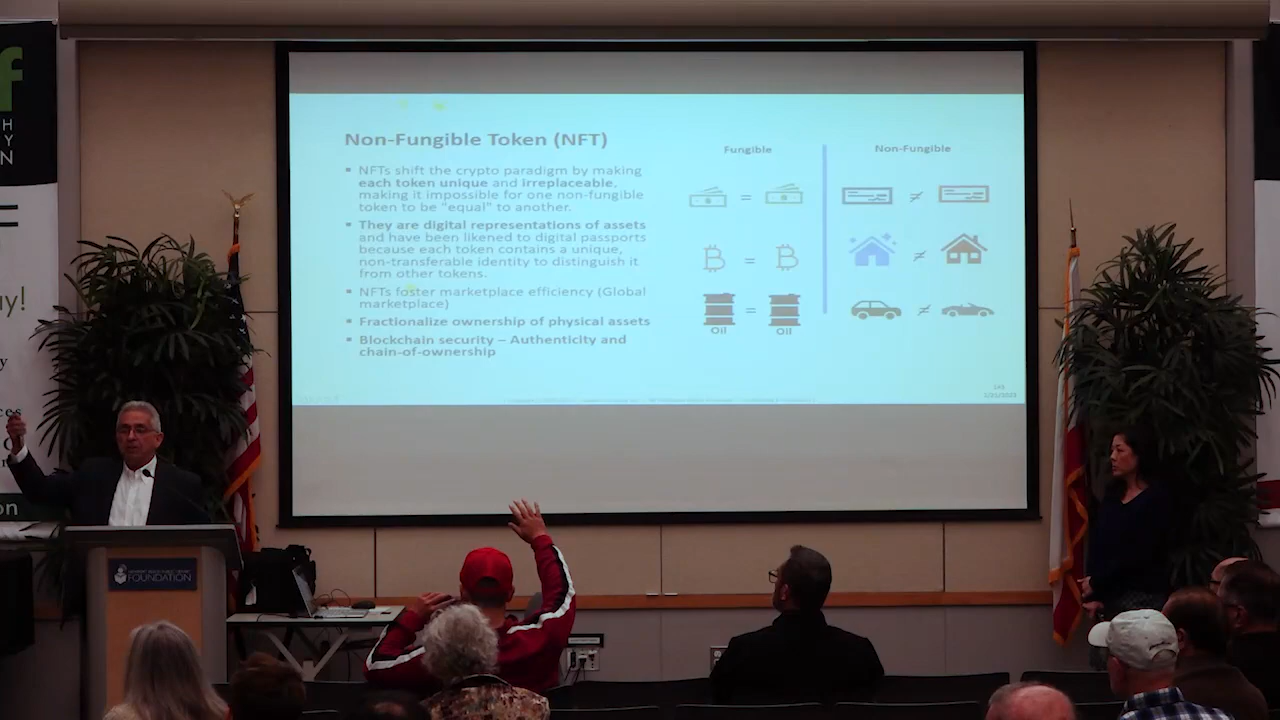 Non-Fungible Token (NFT)
▪ NFTs shift the crypto paradigm by making
each token unique and irreplaceable,
making it impossible for one non-fungible
token to be "equal" to another.
▪ They are digital representations of assets
and have been likened to digital passports
because each token contains a unique,
non-transferable identity to distinguish it
from other tokens.
▪ NFTs foster marketplace efficiency (Global
marketplace)
▪ Fractionalize ownership of physical assets
▪ Blockchain security – Authenticity and
chain-of-ownership
Fungible
Non-Fungible
=
≠
=
≠
Oil = Oil
≠
FOUNDATION
f
H
Y
N
y!
y
ces
on